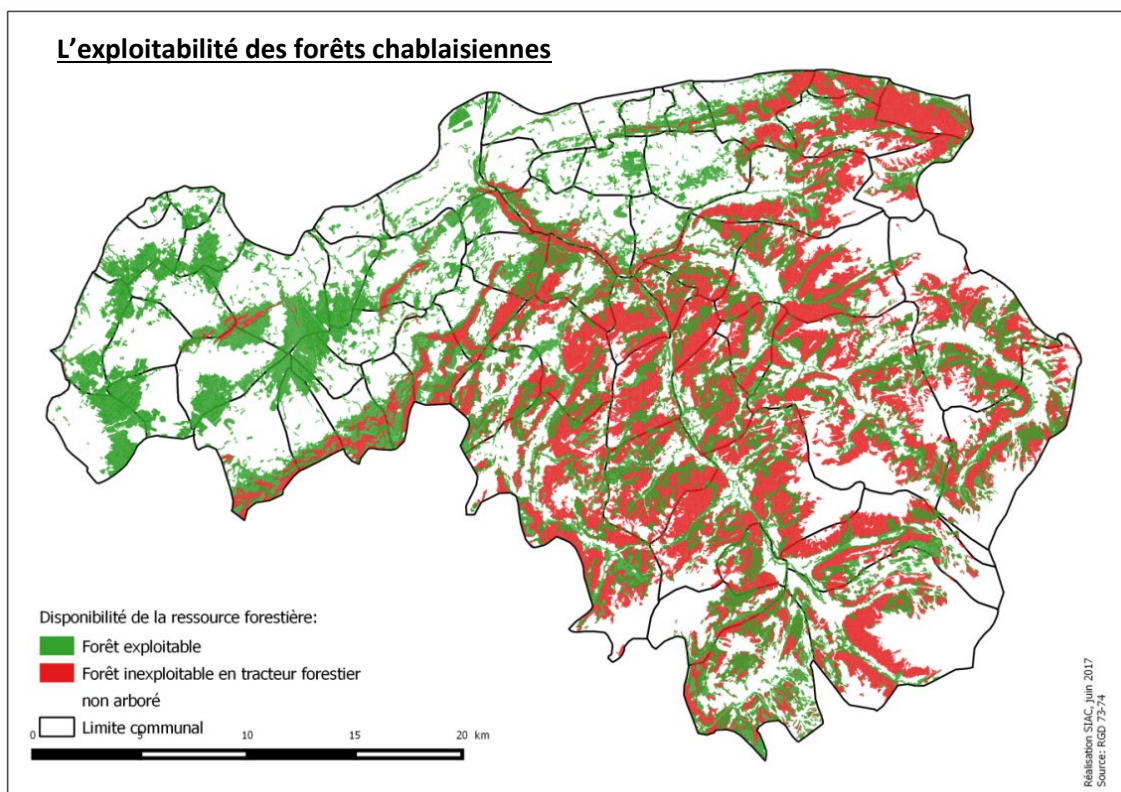 L'exploitabilité des forêts chablaisiennes
Disponibilité de la ressource forestière:
Forêt exploitable
Forêt inexploitable en tracteur forestier
non arboré
Limite communal
0 5 10 15 20 km
Réalisation SIAC, juin 2017
Source: RGD 73-74